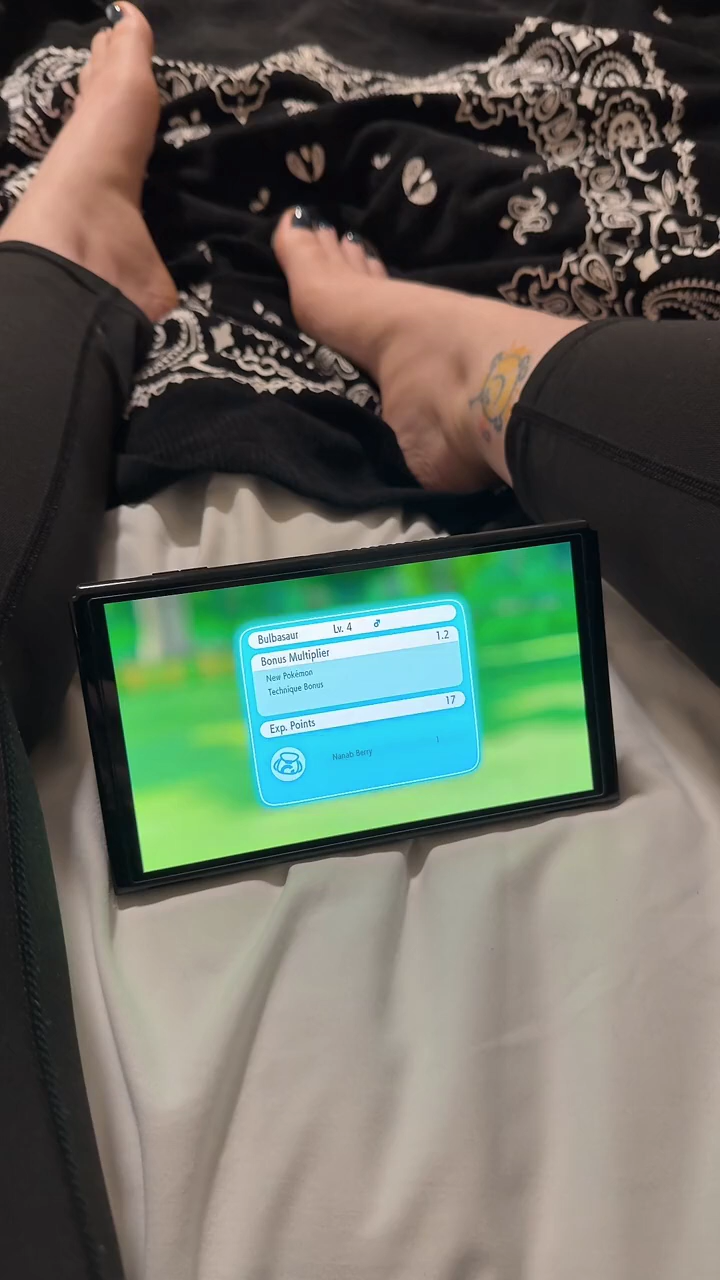 Bulbasaur Lv. 4 ♂
Bonus Multiplier 1.2
New Pokémon
Technique Bonus
Exp. Points 17
Nanab Berry 1